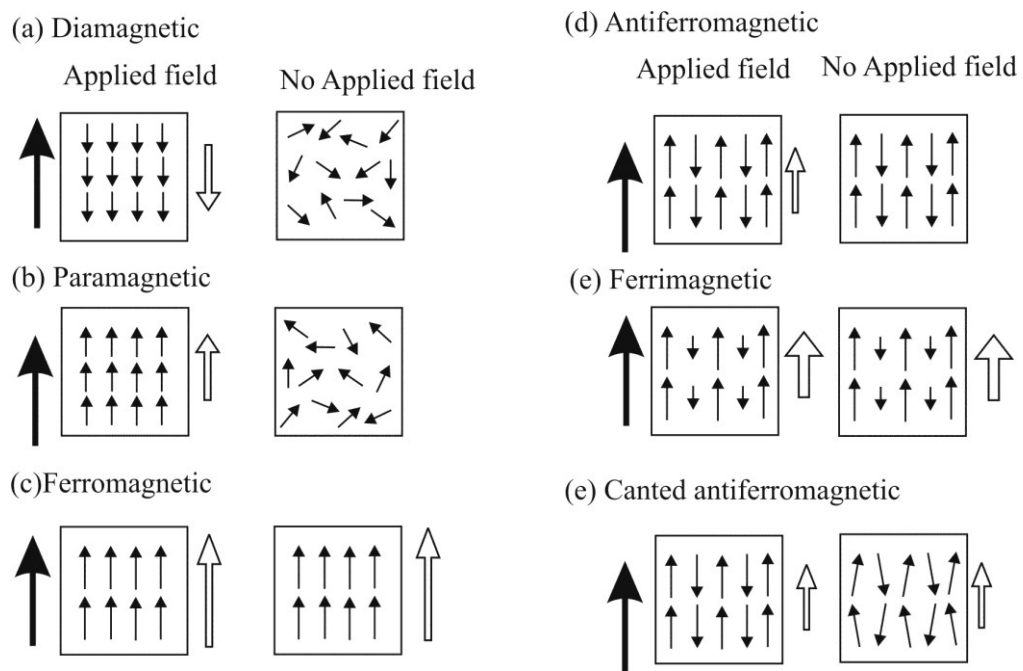 (a) Diamagnetic
Applied field
No Applied field
(b) Paramagnetic
(c)Ferromagnetic
(d) Antiferromagnetic
Applied field
No Applied field
(e) Ferrimagnetic
(e) Canted antiferromagnetic